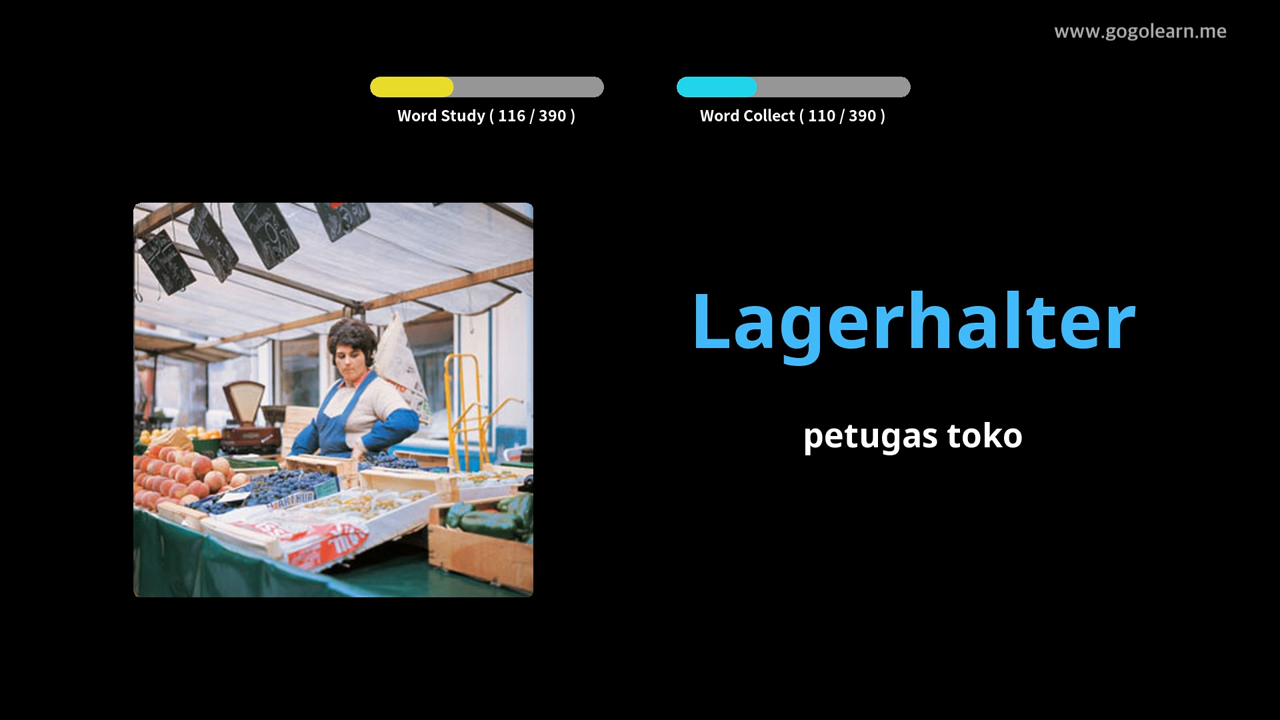 www.gogolearn.me
Word Study ( 116 / 390 )
Word Collect ( 110 / 390 )
Lagerhalter
petugas toko